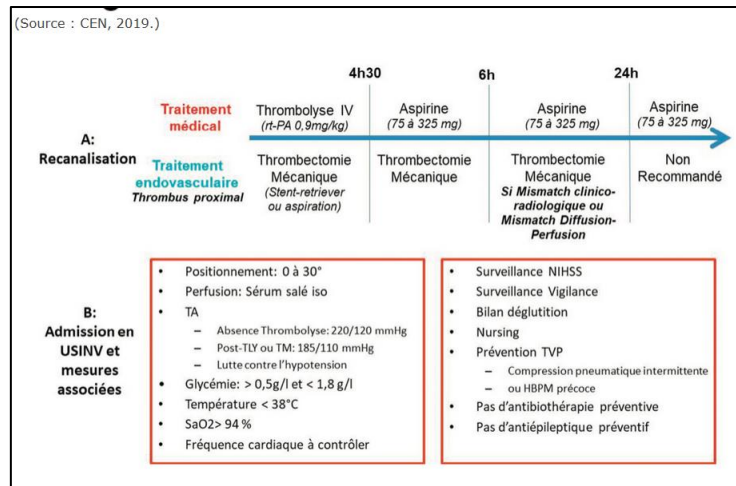 (Source : CEN, 2019.)
4h30 6h 24h
Traitement médical
Thrombolyse IV
(rt-PA 0,9mg/kg)
Aspirine
(75 à 325 mg)
Aspirine
(75 à 325 mg)
Aspirine
(75 à 325 mg)
A:
Recanalisation
Traitement
endovasculaire
Thrombus proximal
Thrombectomie
Mécanique
(Stent-retriever
ou aspiration)
Thrombectomie
Mécanique
Thrombectomie
Mécanique
Si Mismatch clinico-
radiologique ou
Mismatch Diffusion-
Perfusion
Non
Recommandé
B:
Admission en
USINV et
mesures
associées
• Positionnement: 0 à 30°
• Perfusion: Sérum salé iso
• TA
– Absence Thrombolyse: 220/120 mmHg
– Post-TLY ou TM: 185/110 mmHg
– Lutte contre l'hypotension
• Glycémie: > 0,5g/l et < 1,8 g/l
• Température < 38°C
• SaO2> 94 %
• Fréquence cardiaque à contrôler
• Surveillance NIHSS
• Surveillance Vigilance
• Bilan déglutition
• Nursing
• Prévention TVP
– Compression pneumatique intermittente
– ou HBPM précoce
• Pas d'antibiothérapie préventive
• Pas d'antiépileptique préventif